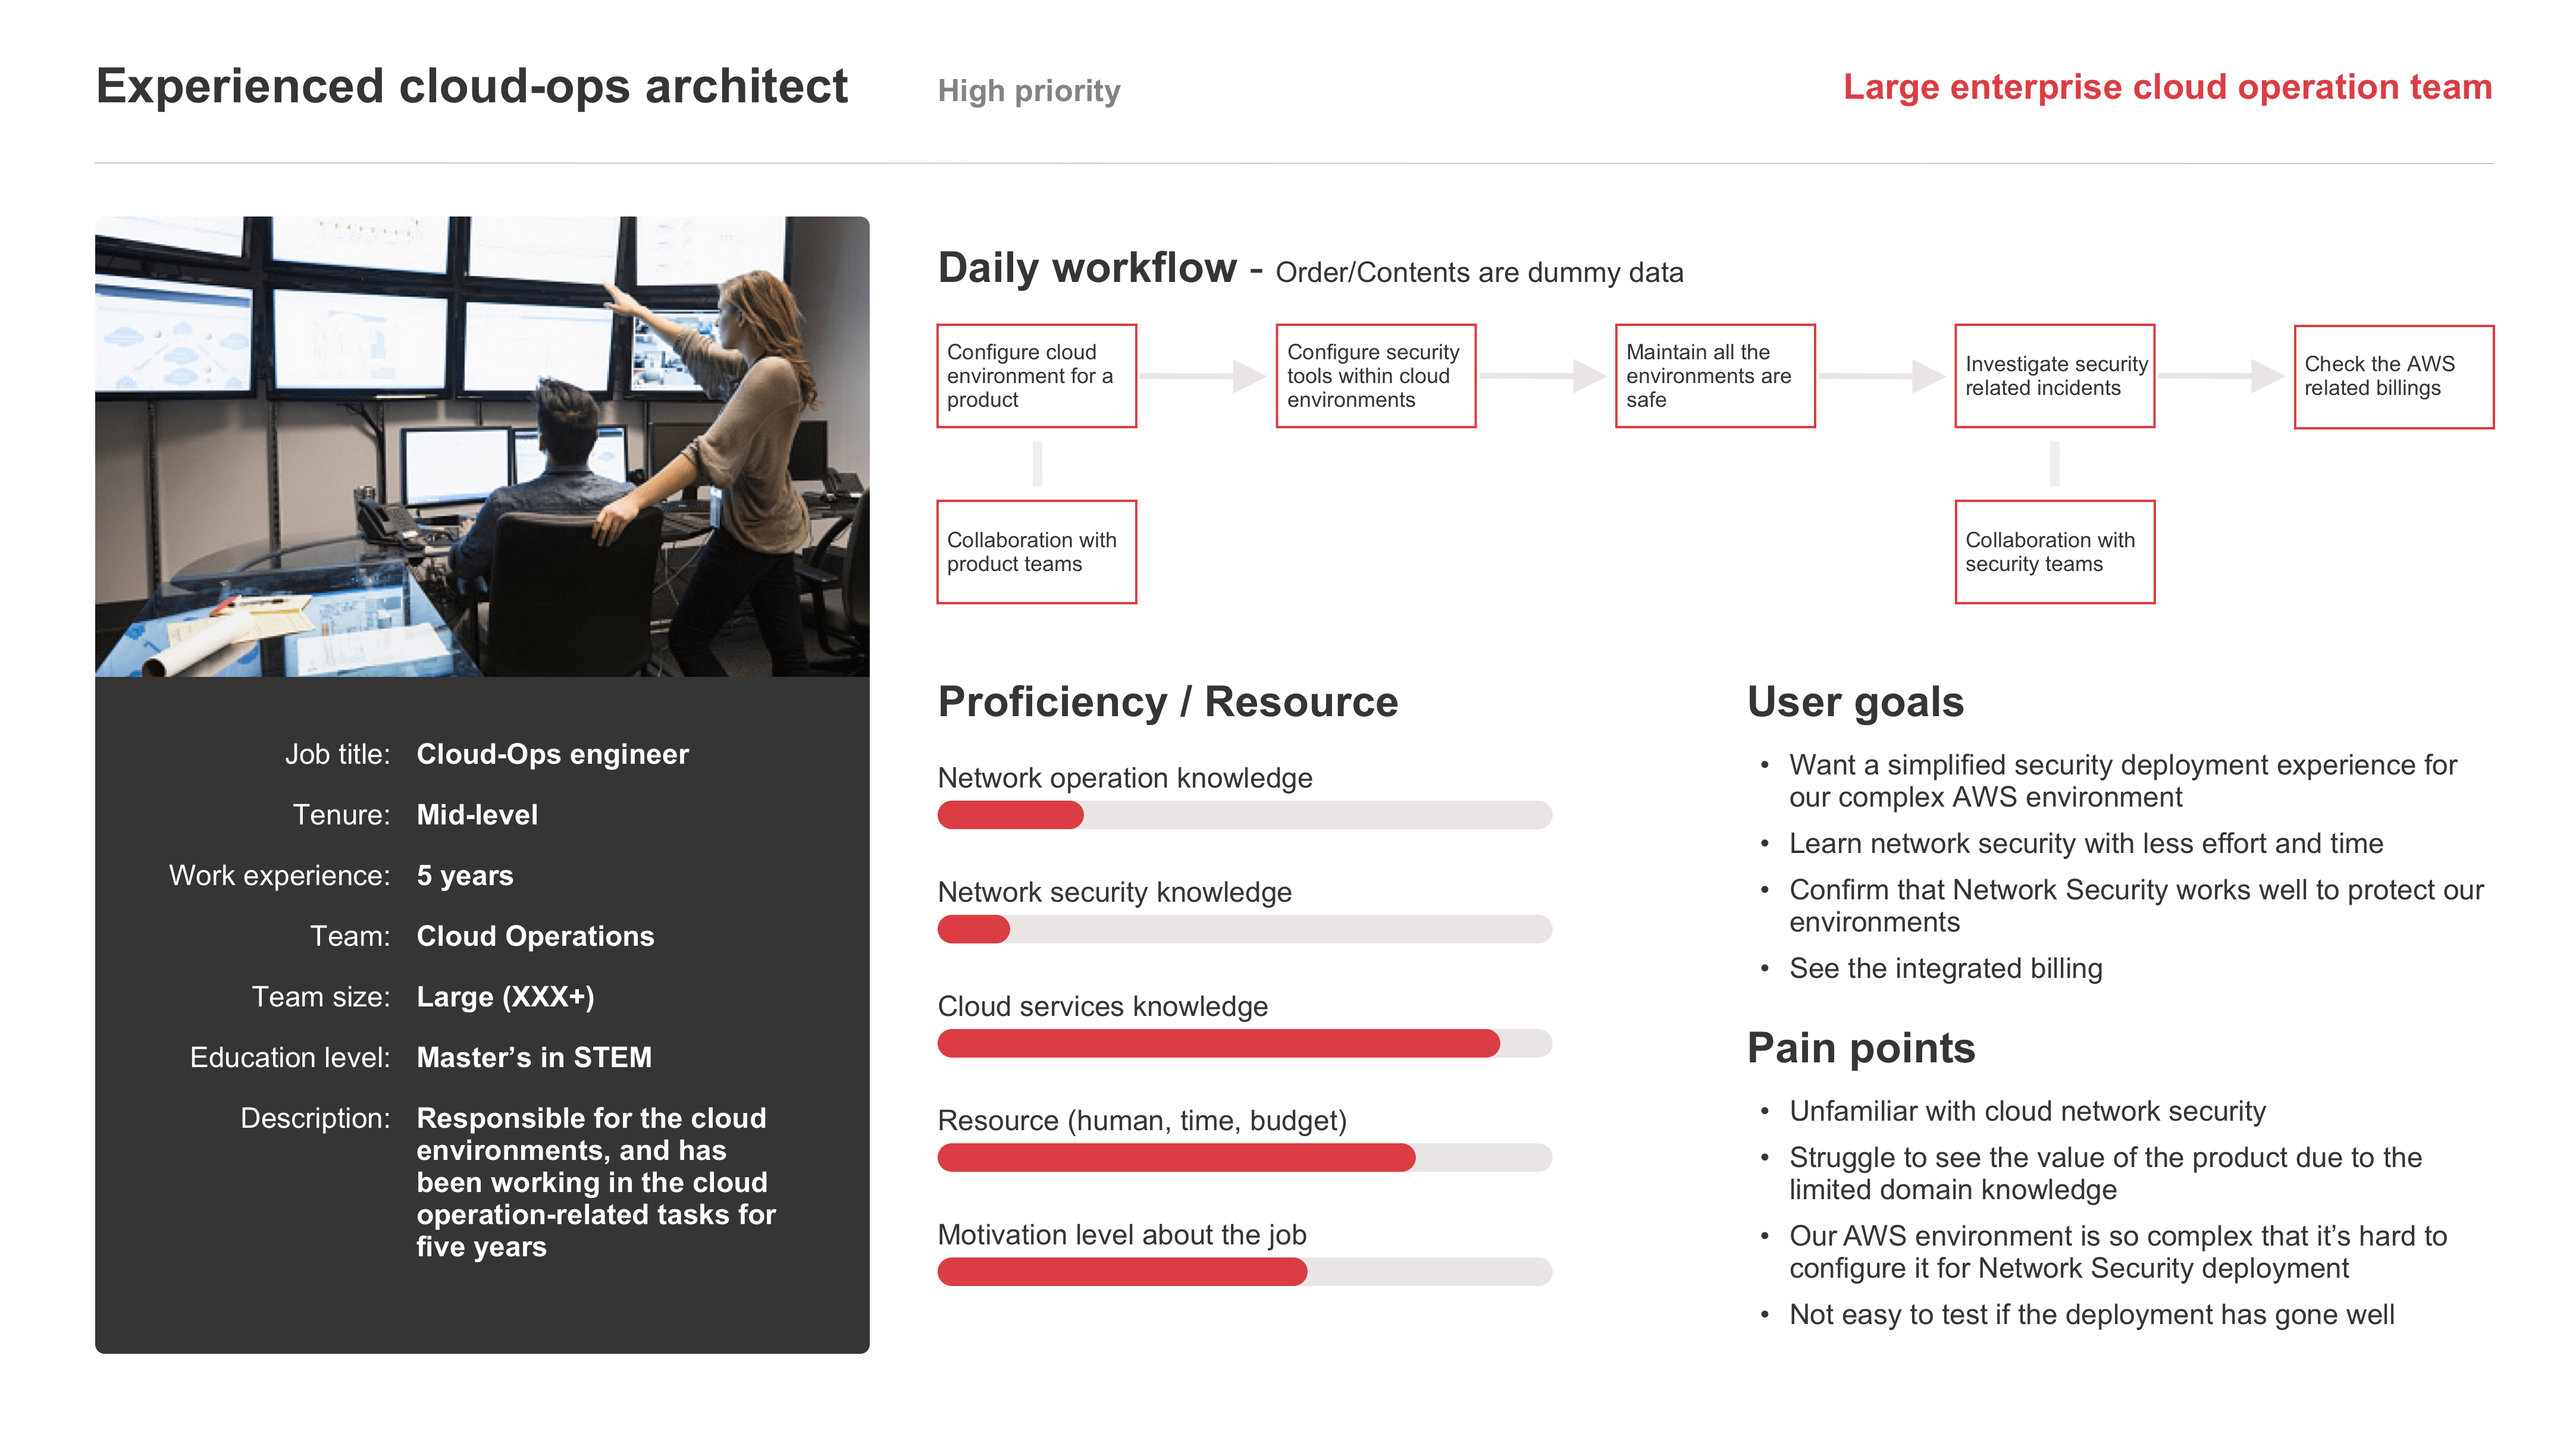 Experienced cloud-ops architect
High priority
Large enterprise cloud operation team
Job title: Cloud-Ops engineer
Tenure: Mid-level
Work experience: 5 years
Team: Cloud Operations
Team size: Large (XXX+)
Education level: Master’s in STEM
Description: Responsible for the cloud
environments, and has
been working in the cloud
operation-related tasks for
five years
Daily workflow - Order/Contents are dummy data
Configure cloud
environment for a
product
Configure security
tools within cloud
environments
Maintain all the
environments are
safe
Investigate security
related incidents
Check the AWS
related billings
Collaboration with
product teams
Collaboration with
security teams
Proficiency / Resource
Network operation knowledge
Network security knowledge
Cloud services knowledge
Resource (human, time, budget)
Motivation level about the job
User goals
• Want a simplified security deployment experience for
our complex AWS environment
• Learn network security with less effort and time
• Confirm that Network Security works well to protect our
environments
• See the integrated billing
Pain points
• Unfamiliar with cloud network security
• Struggle to see the value of the product due to the
limited domain knowledge
• Our AWS environment is so complex that it’s hard to
configure it for Network Security deployment
• Not easy to test if the deployment has gone well